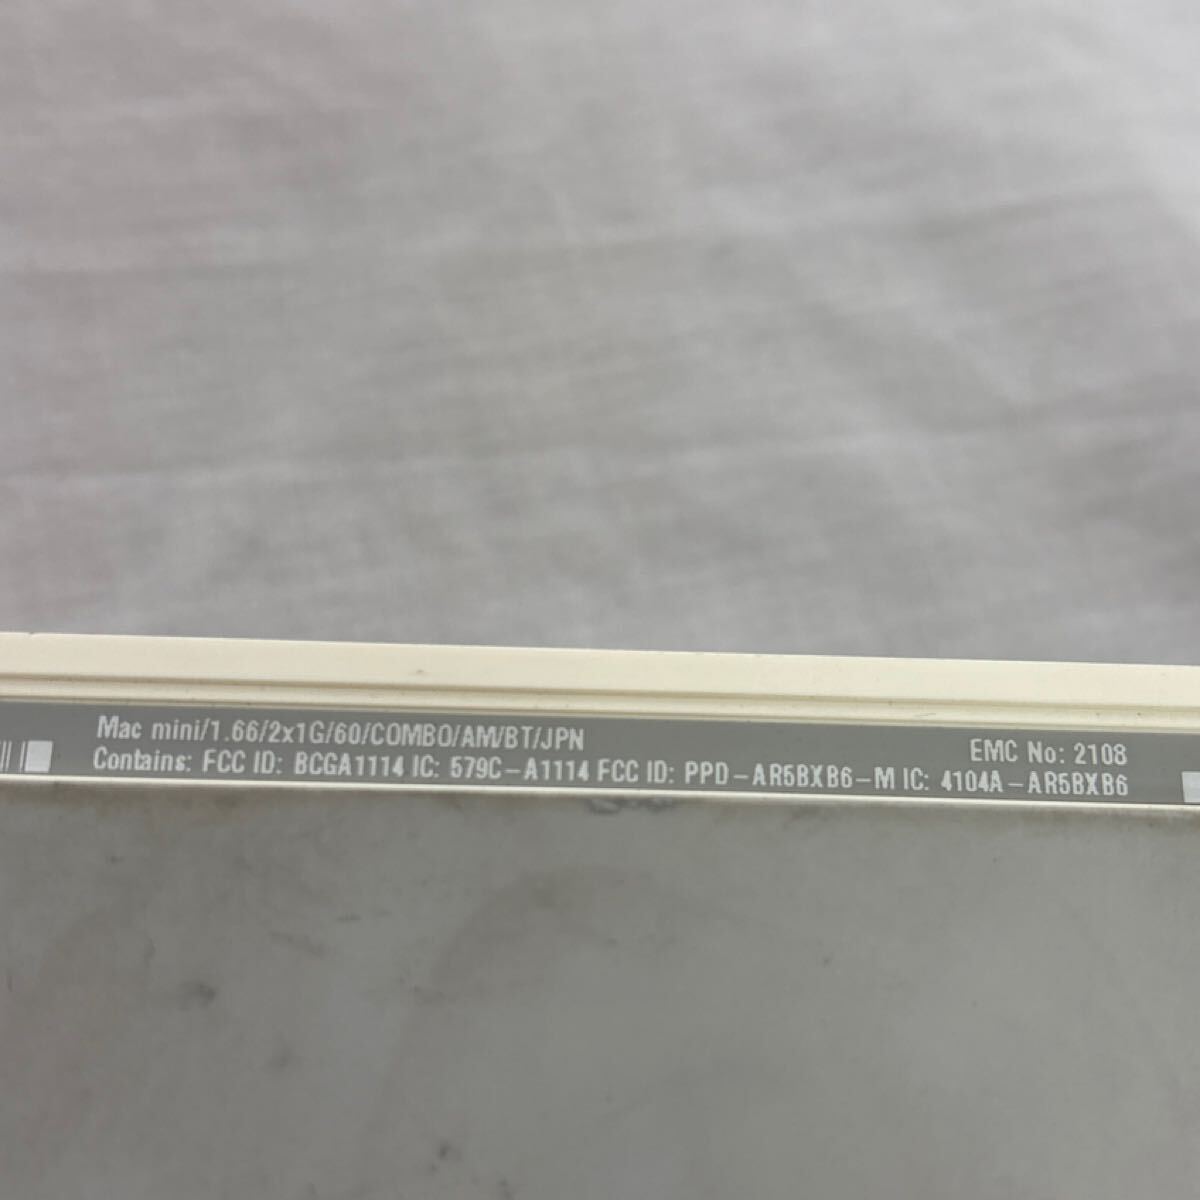 Mac mini/1.66/2x1G/60/COMBO/AM/BT/JPN
EMC No: 2108
Contains: FCC ID: BCGA1114 IC: 579C-A1114 FCC ID: PPD-AR5BXB6-M IC: 4104A-AR5BXB6